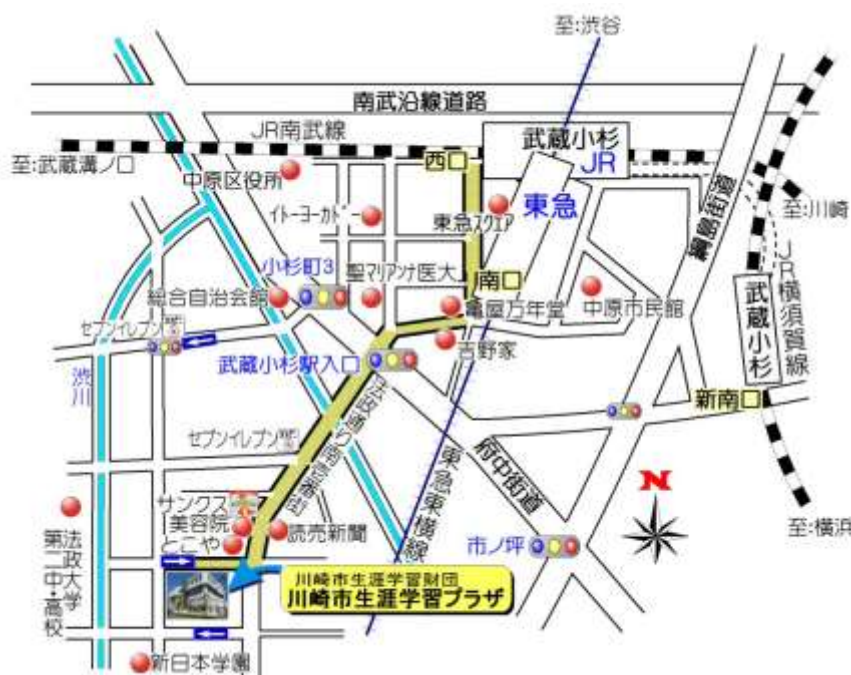 至:渋谷
南武沿線道路
JR南武線
武蔵小杉
JR
西口
至:武蔵溝ノ口
中原区役所
イトーヨーカドー
東急スクエア
東急
綱島街道
至:川崎
小杉町3
聖マリアンナ医大
南口
総合自治会館
亀屋万年堂
中原市民館
JR横須賀線
武蔵小杉
セブンイレブン
吉野家
武蔵小杉駅入口
渋川
新南口
法政通り南壱番街
セブンイレブン
東急東横線
府中街道
N
サンクス
美容院
とこや
読売新聞
市ノ坪
至:横浜
法政大学
第二中・高校
川崎市生涯学習財団
川崎市生涯学習プラザ
新日本学園